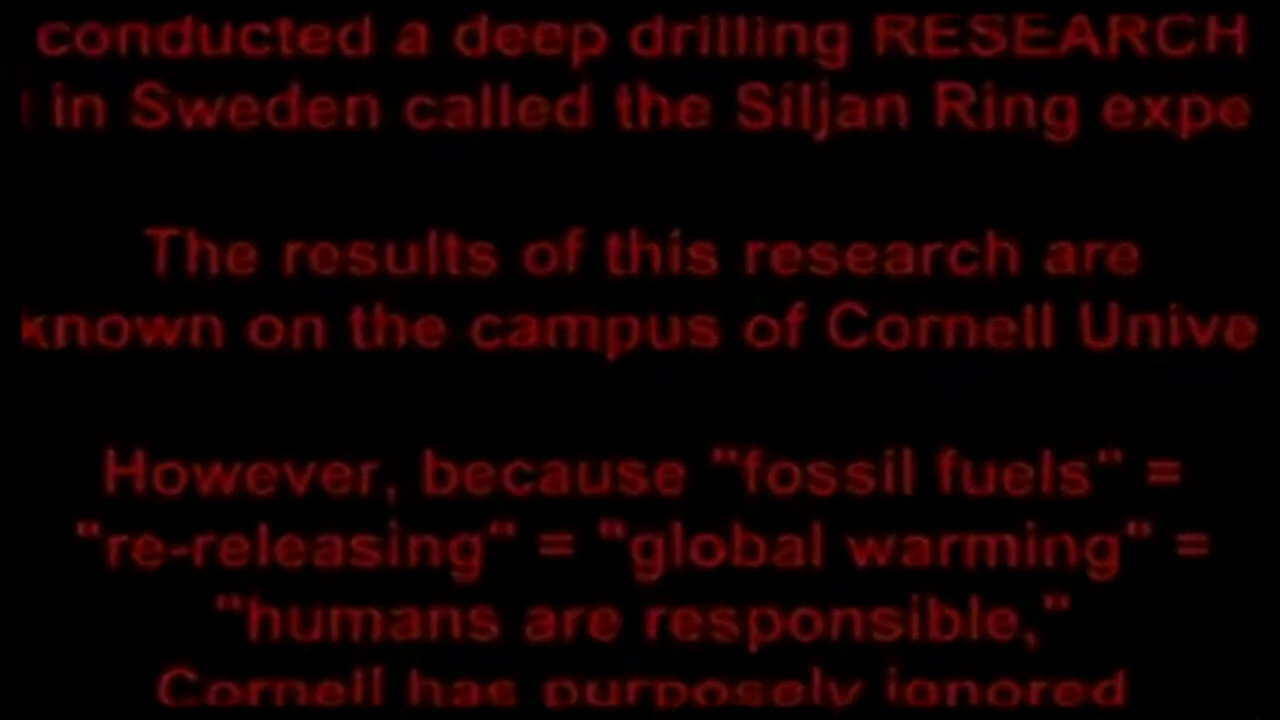 conducted a deep drilling RESEARCH
in Sweden called the Siljan Ring expe
The results of this research are
known on the campus of Cornell Unive
However, because "fossil fuels" =
"re-releasing" = "global warming" =
"humans are responsible,"
Cornell has purposely ignored